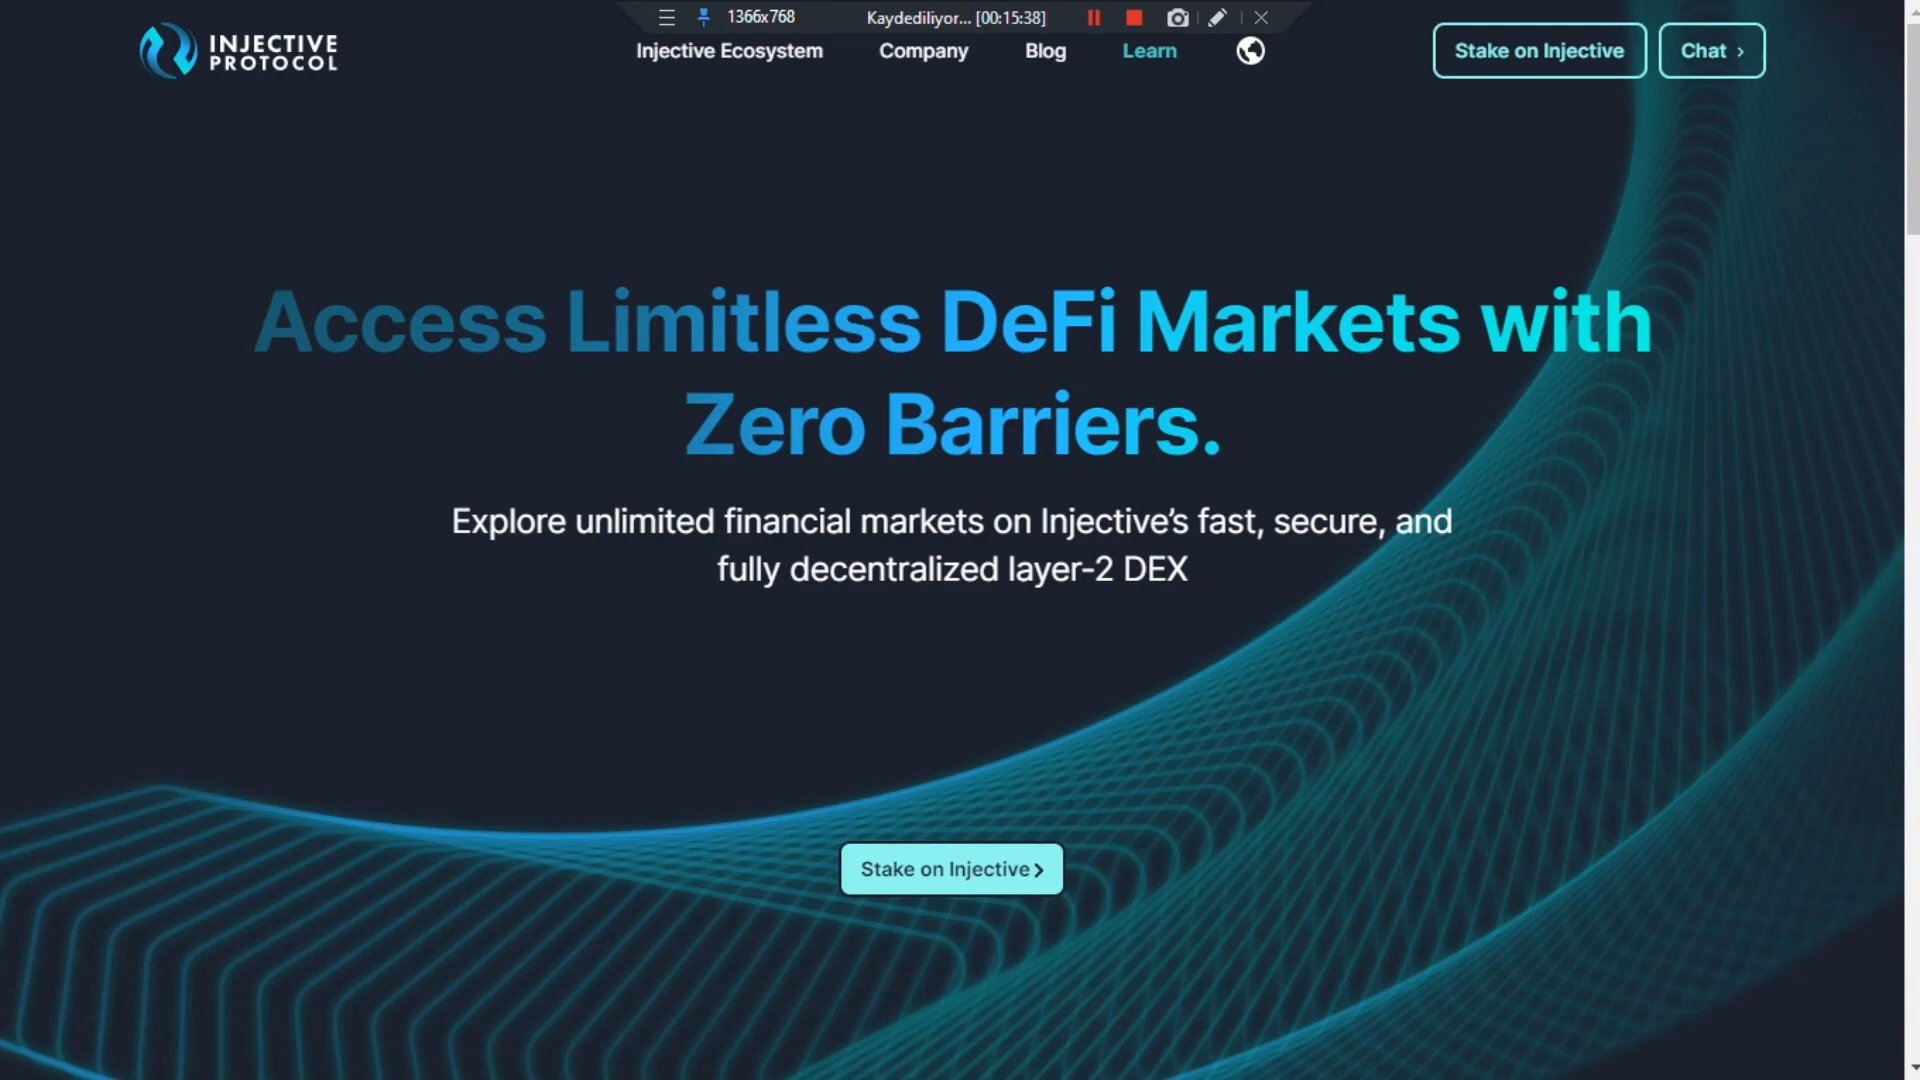 1366x768
Kaydediliyor... [00:15:38]
INJECTIVE
PROTOCOL
Injective Ecosystem
Company
Blog
Learn
Stake on Injective
Chat ›
Access Limitless DeFi Markets with
Zero Barriers.
Explore unlimited financial markets on Injective’s fast, secure, and
fully decentralized layer-2 DEX
Stake on Injective ›